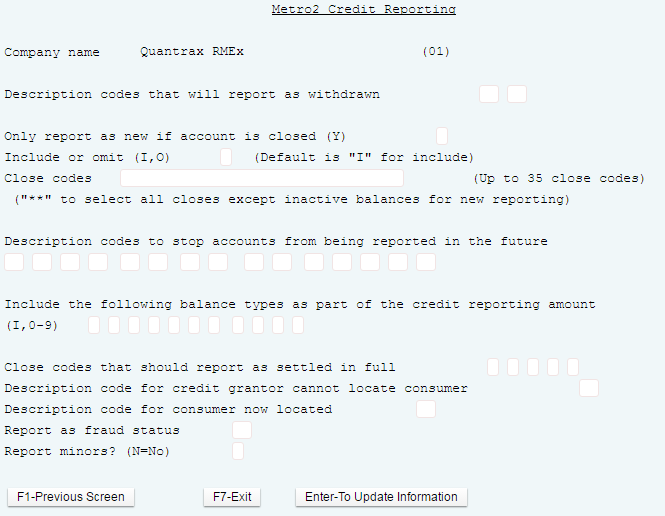 Metro2 Credit Reporting
Company name Quantrax RMEx (01)
Description codes that will report as withdrawn
Only report as new if account is closed (Y)
Include or omit (I,O) (Default is "I" for include)
Close codes (Up to 35 close codes)
("**" to select all closes except inactive balances for new reporting)
Description codes to stop accounts from being reported in the future
Include the following balance types as part of the credit reporting amount
(I,0-9)
Close codes that should report as settled in full
Description code for credit grantor cannot locate consumer
Description code for consumer now located
Report as fraud status
Report minors? (N=No)
F1-Previous Screen F7-Exit Enter-To Update Information